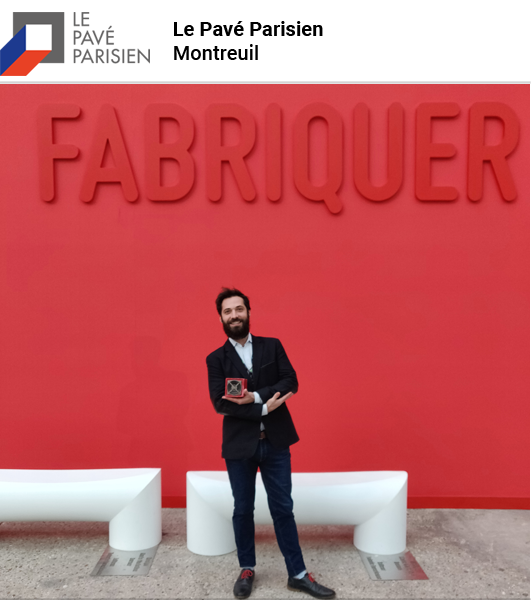 LE
PAVÉ
PARISIEN
Le Pavé Parisien
Montreuil
FABRIQUER